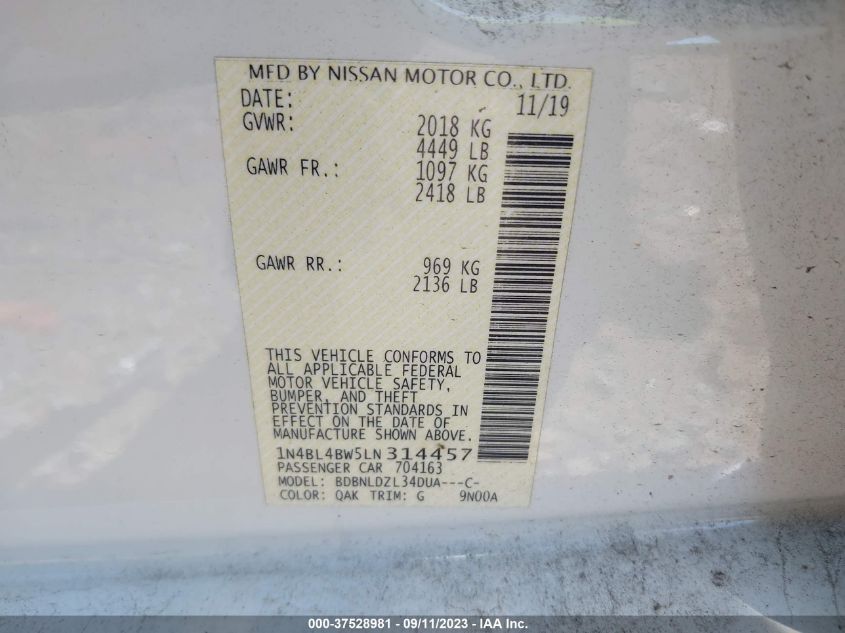 MFD BY NISSAN MOTOR CO., LTD.
DATE: 11/19
GVWR: 2018 KG
4449 LB
GAWR FR.: 1097 KG
2418 LB
GAWR RR.: 969 KG
2136 LB
THIS VEHICLE CONFORMS TO
ALL APPLICABLE FEDERAL
MOTOR VEHICLE SAFETY,
BUMPER, AND THEFT
PREVENTION STANDARDS IN
EFFECT ON THE DATE OF
MANUFACTURE SHOWN ABOVE.
1N4BL4BW5LN314457
PASSENGER CAR 704163
MODEL: BDBNLDZL34DUA---C-
COLOR: QAK TRIM: G 9N00A
000-37528981 - 09/11/2023 - IAA Inc.